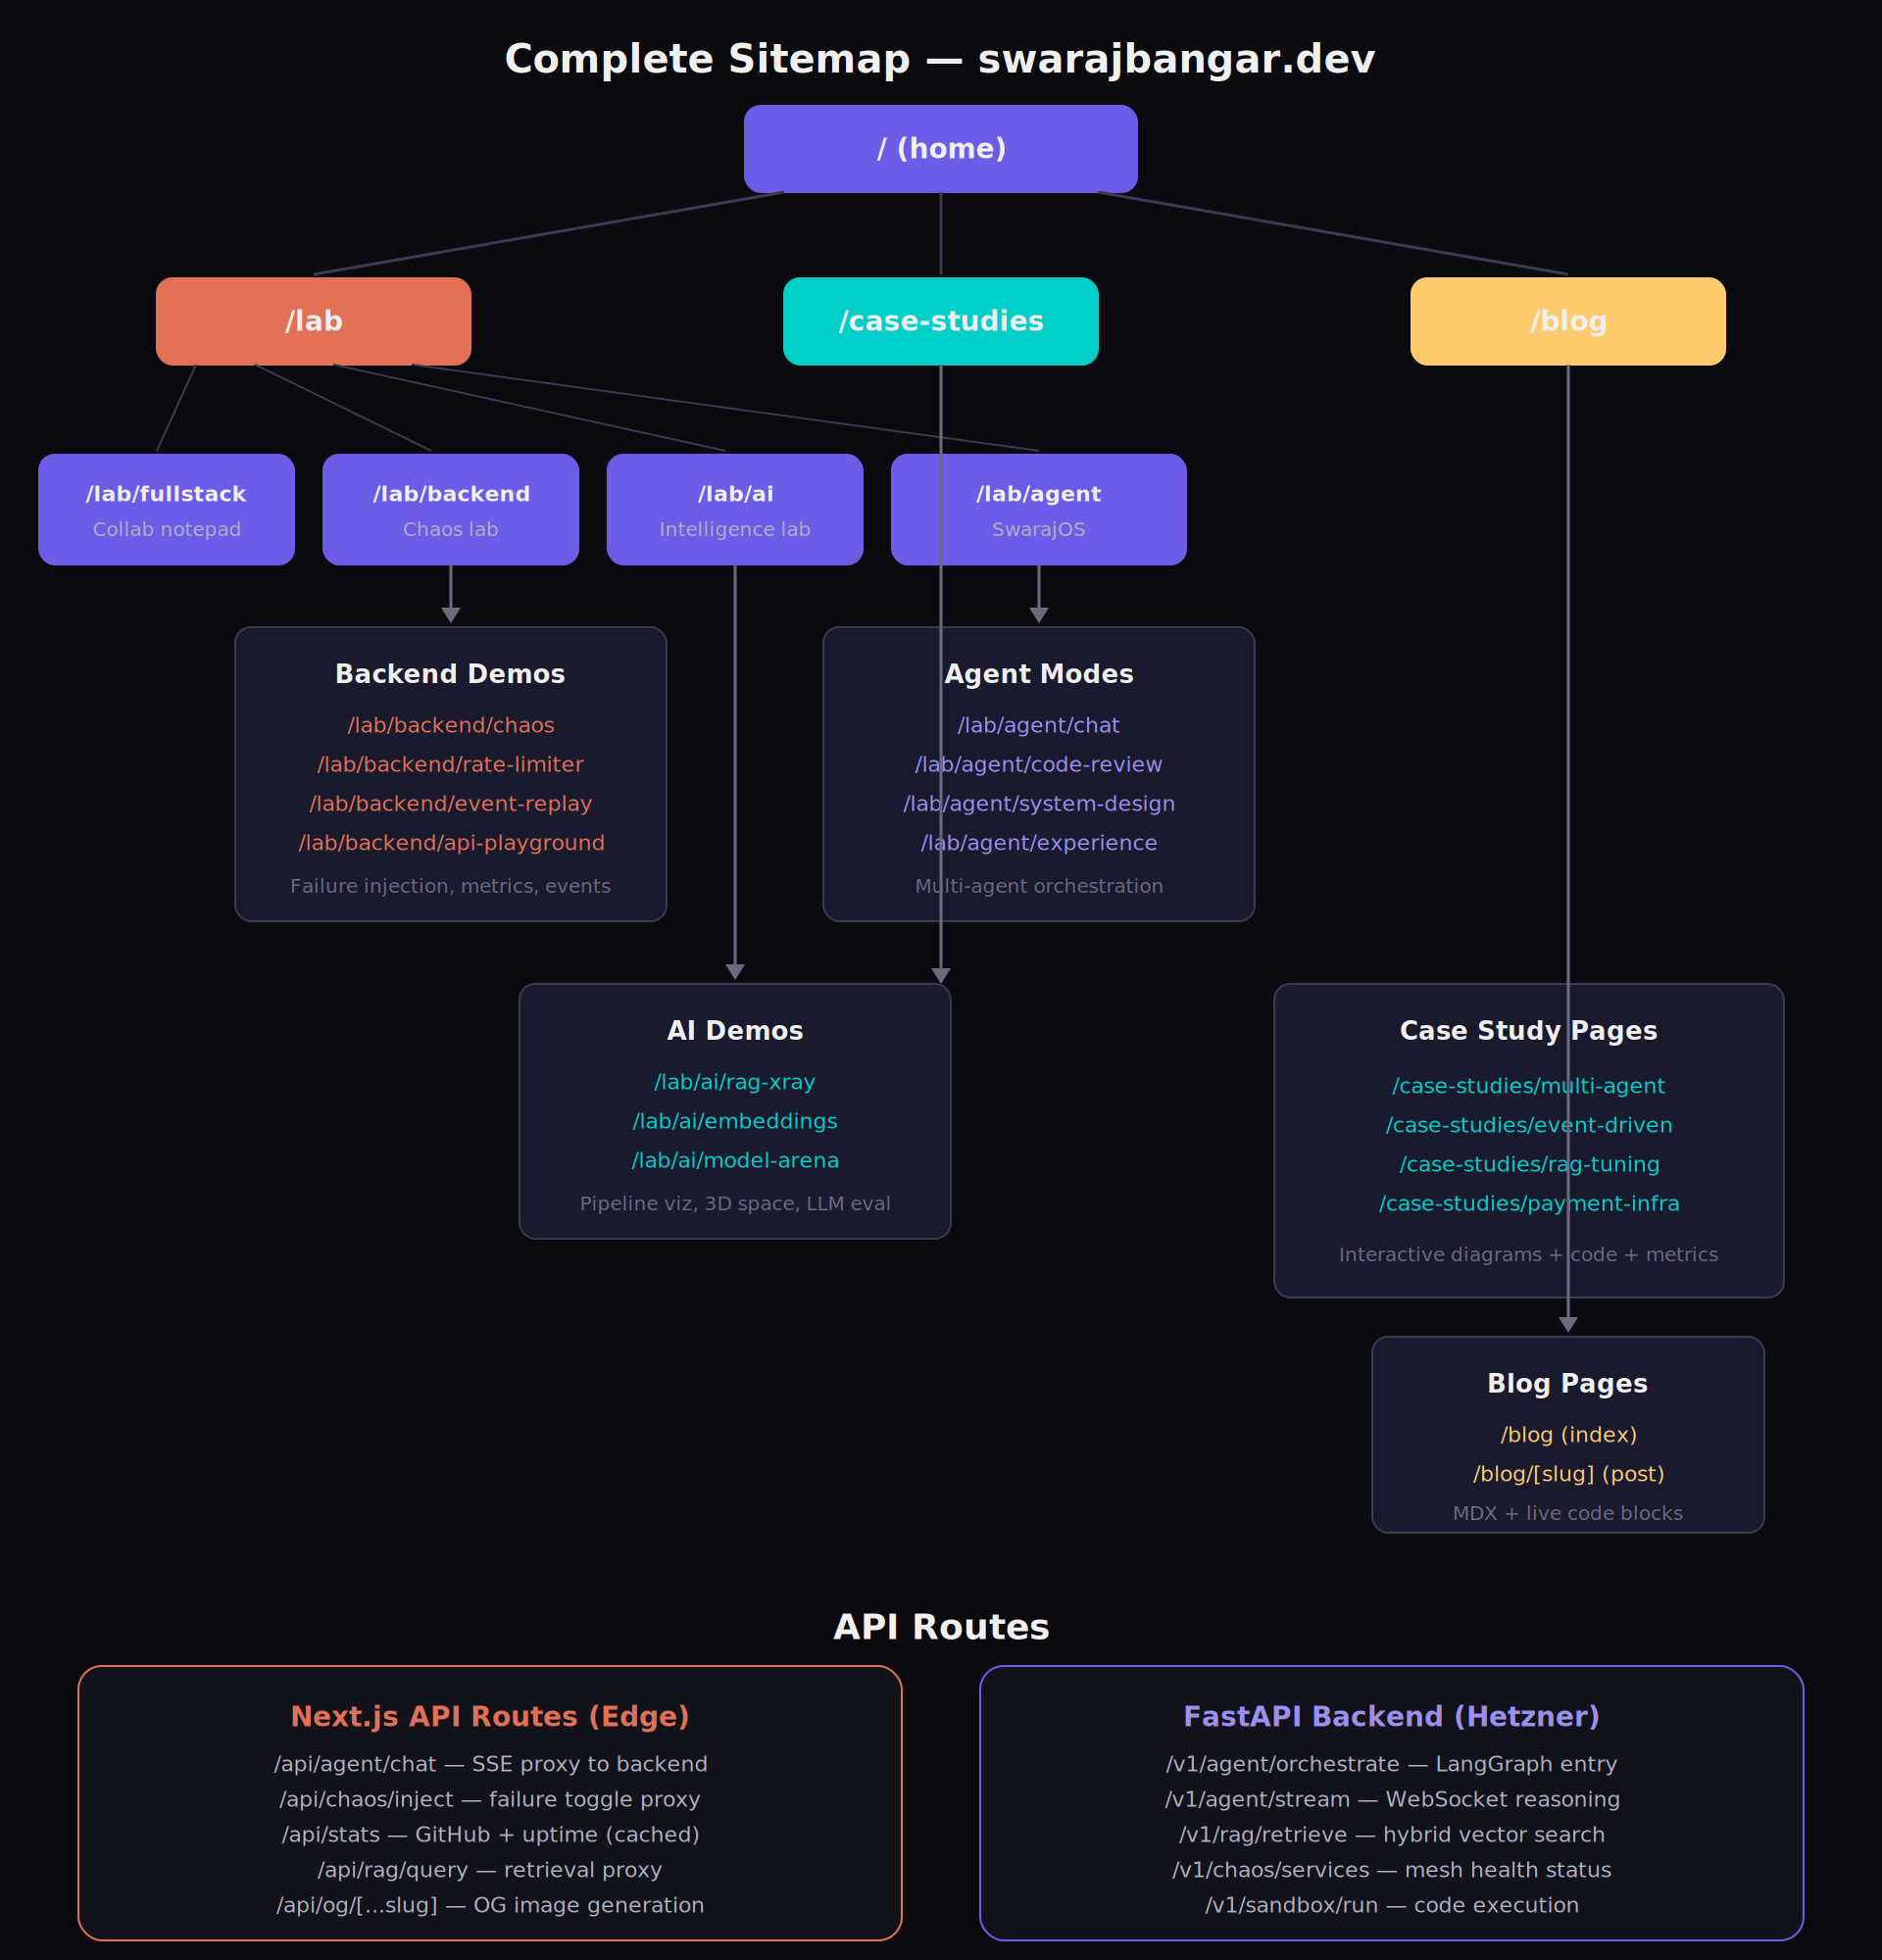 Complete Sitemap — swarajbangar.dev
/ (home)
/lab
/case-studies
/blog
/lab/fullstack
Collab notepad
/lab/backend
Chaos lab
/lab/ai
Intelligence lab
/lab/agent
SwarajOS
Backend Demos
/lab/backend/chaos
/lab/backend/rate-limiter
/lab/backend/event-replay
/lab/backend/api-playground
Failure injection, metrics, events
Agent Modes
/lab/agent/chat
/lab/agent/code-review
/lab/agent/system-design
/lab/agent/experience
Multi-agent orchestration
AI Demos
/lab/ai/rag-xray
/lab/ai/embeddings
/lab/ai/model-arena
Pipeline viz, 3D space, LLM eval
Case Study Pages
/case-studies/multi-agent
/case-studies/event-driven
/case-studies/rag-tuning
/case-studies/payment-infra
Interactive diagrams + code + metrics
Blog Pages
/blog (index)
/blog/[slug] (post)
MDX + live code blocks
API Routes
Next.js API Routes (Edge)
/api/agent/chat — SSE proxy to backend
/api/chaos/inject — failure toggle proxy
/api/stats — GitHub + uptime (cached)
/api/rag/query — retrieval proxy
/api/og/[...slug] — OG image generation
FastAPI Backend (Hetzner)
/v1/agent/orchestrate — LangGraph entry
/v1/agent/stream — WebSocket reasoning
/v1/rag/retrieve — hybrid vector search
/v1/chaos/services — mesh health status
/v1/sandbox/run — code execution